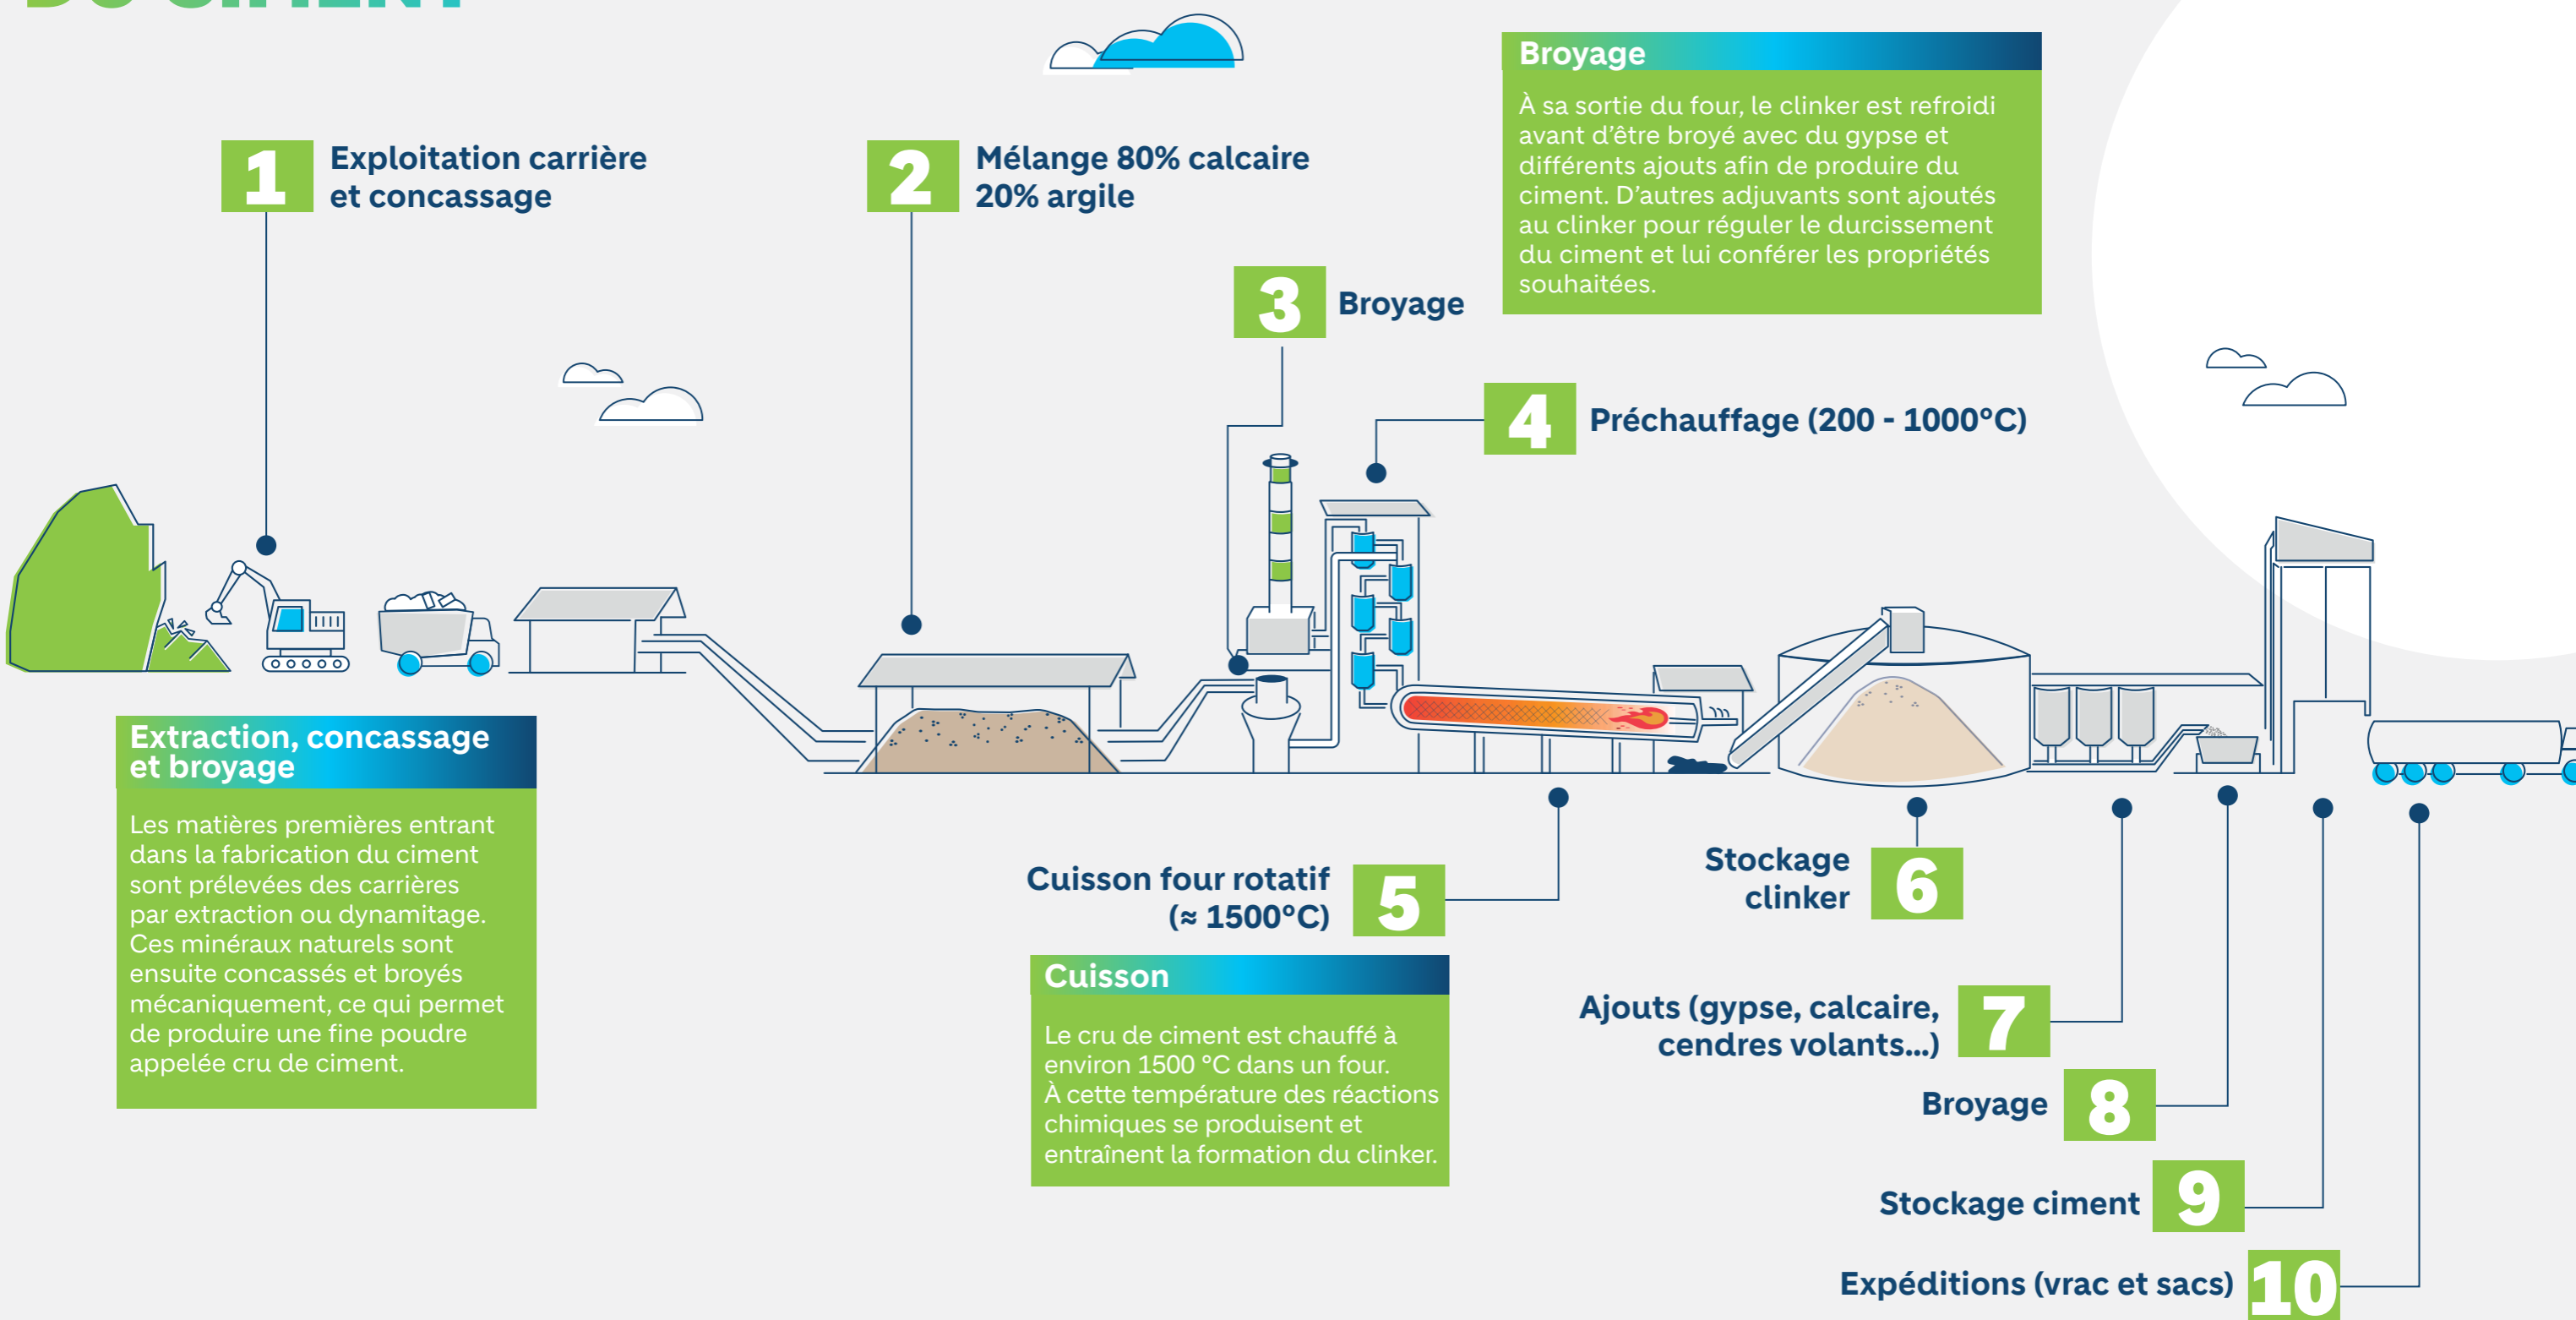 DU CIMENT
1
Exploitation carrière
et concassage
2
Mélange 80% calcaire
20% argile
3
Broyage
Broyage
À sa sortie du four, le clinker est refroidi
avant d'être broyé avec du gypse et
différents ajouts afin de produire du
ciment. D'autres adjuvants sont ajoutés
au clinker pour réguler le durcissement
du ciment et lui conférer les propriétés
souhaitées.
4
Préchauffage (200 - 1000°C)
Extraction, concassage
et broyage
Les matières premières entrant
dans la fabrication du ciment
sont prélevées des carrières
par extraction ou dynamitage.
Ces minéraux naturels sont
ensuite concassés et broyés
mécaniquement, ce qui permet
de produire une fine poudre
appelée cru de ciment.
Cuisson four rotatif
(≈ 1500°C)
5
Cuisson
Le cru de ciment est chauffé à
environ 1500 °C dans un four.
À cette température des réactions
chimiques se produisent et
entraînent la formation du clinker.
Stockage
clinker
6
Ajouts (gypse, calcaire,
cendres volants...)
7
Broyage
8
Stockage ciment
9
Expéditions (vrac et sacs)
10